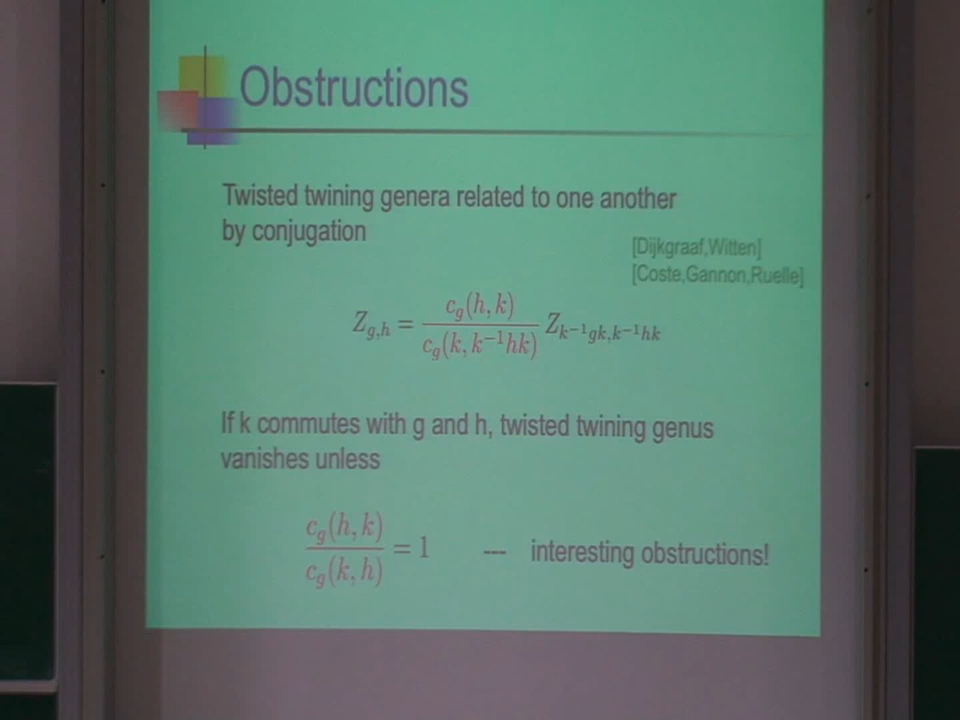 Obstructions
Twisted twining genera related to one another
by conjugation
[Dijkgraaf,Witten]
[Coste,Gannon,Ruelle]
Z_{g,h} = \frac{c_g(h, k)}{c_g(k, k^{-1}hk)} Z_{k^{-1}gk,k^{-1}hk}
If k commutes with g and h, twisted twining genus
vanishes unless
\frac{c_g(h, k)}{c_g(k, h)} = 1 --- interesting obstructions!